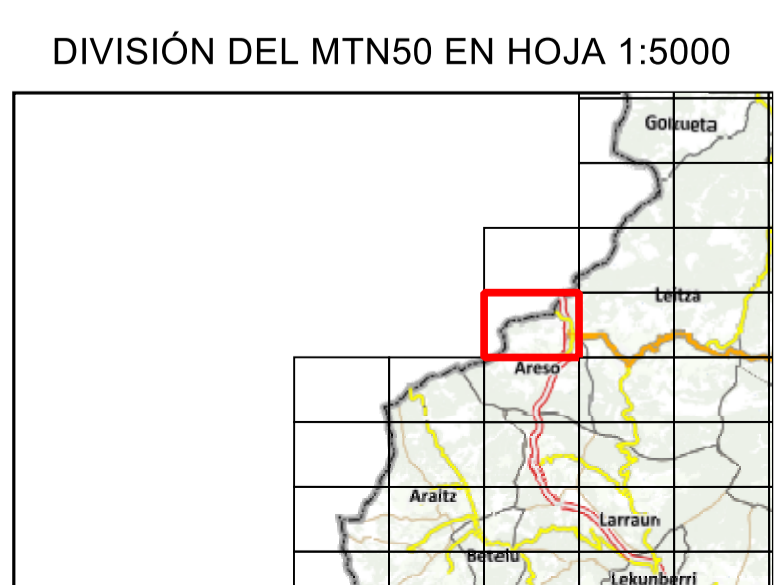 DIVISIÓN DEL MTN50 EN HOJA 1:5000
Goizueta
Leitza
Areso
Araitz
Larraun
Betelu
Lekunberri